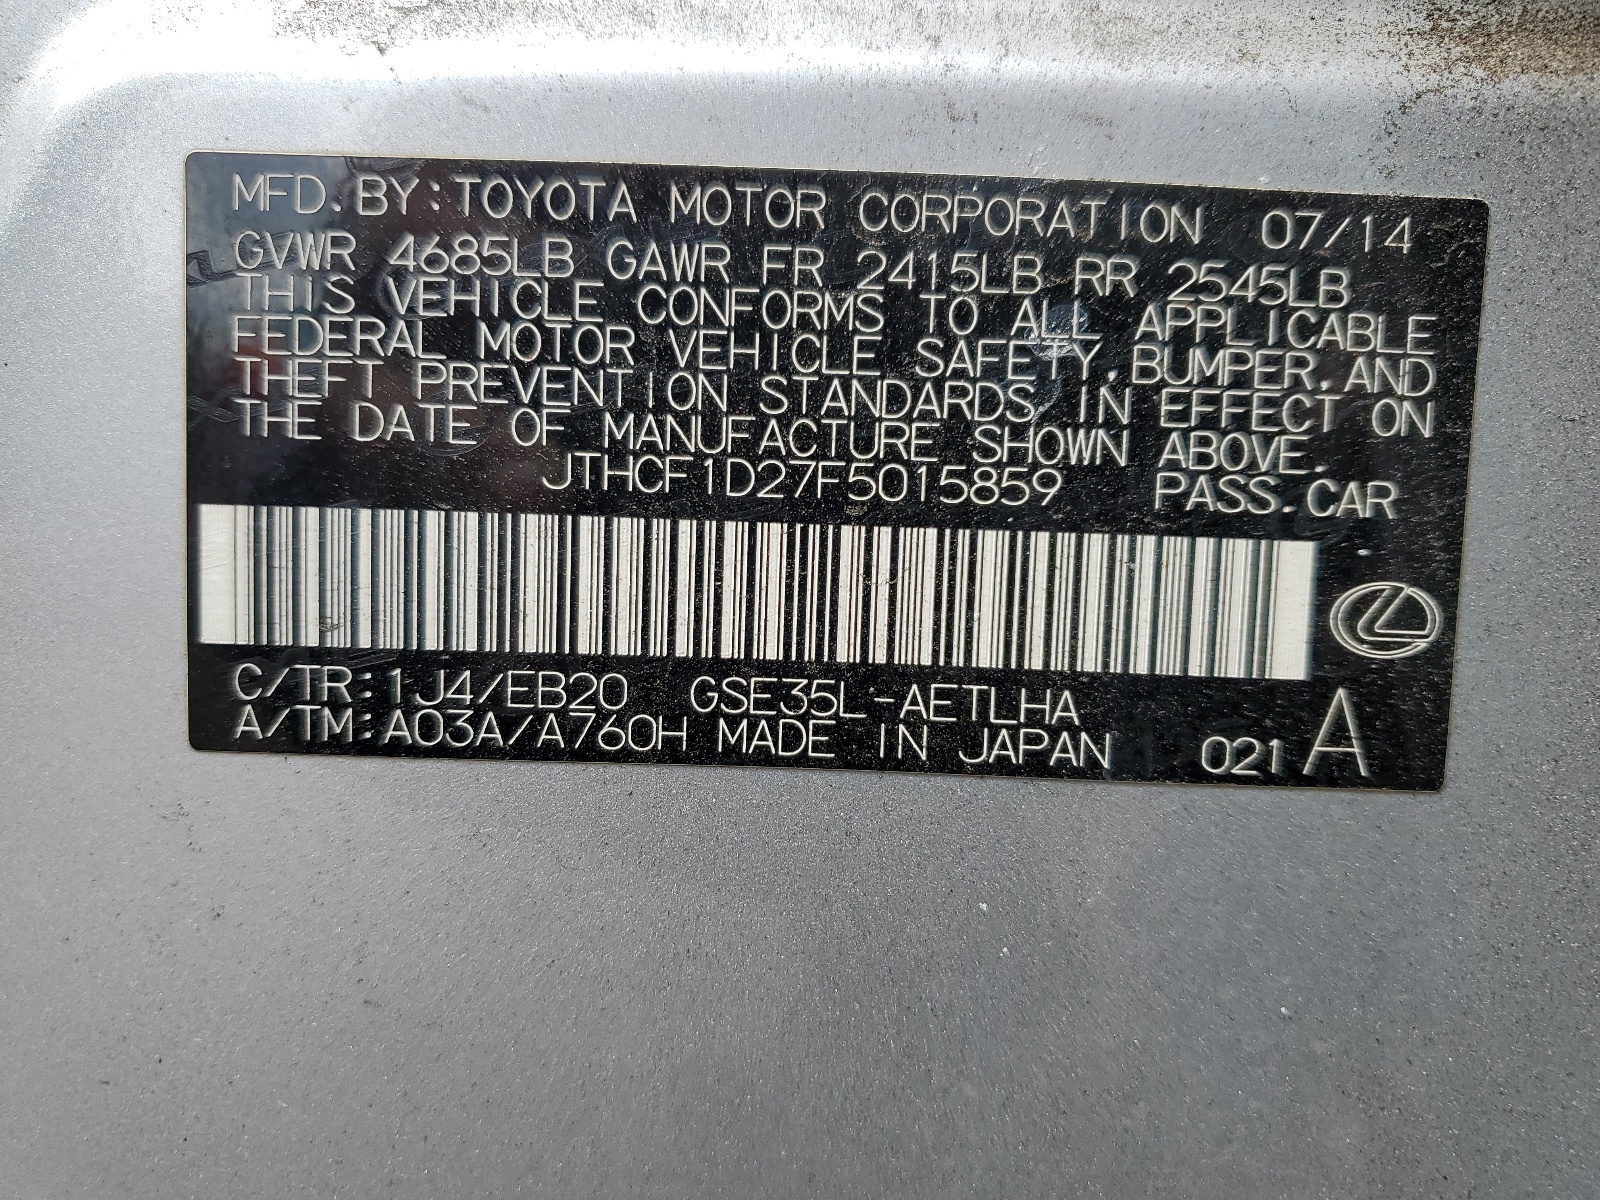 MFD.BY:TOYOTA MOTOR CORPORATION 07/14
GVWR 4685LB GAWR FR 2415LB RR 2545LB
THIS VEHICLE CONFORMS TO ALL APPLICABLE
FEDERAL MOTOR VEHICLE SAFETY,BUMPER,AND
THEFT PREVENTION STANDARDS IN EFFECT ON
THE DATE OF MANUFACTURE SHOWN ABOVE.
JTHCF1D27F5015859 PASS.CAR
C/TR:1J4/EB20 GSE35L-AETLHA
A/TM:A03A/A760H MADE IN JAPAN 021 A